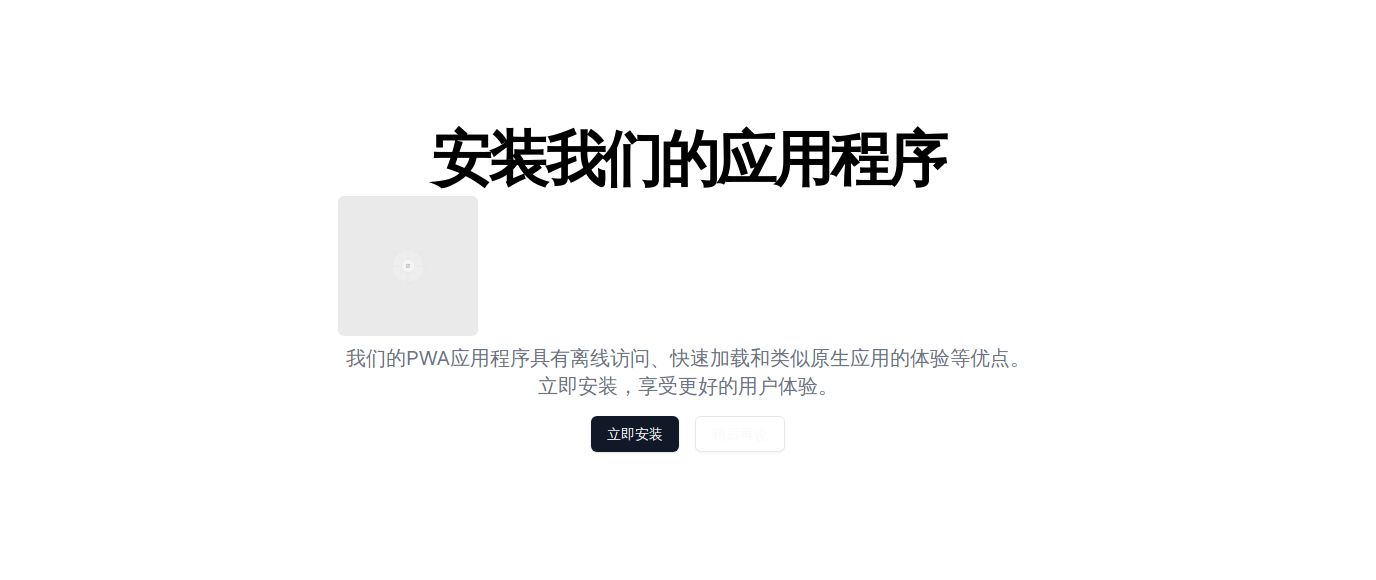 安装我们的应用程序
我们的PWA应用程序具有离线访问、快速加载和类似原生应用的体验等优点。
立即安装，享受更好的用户体验。
立即安装